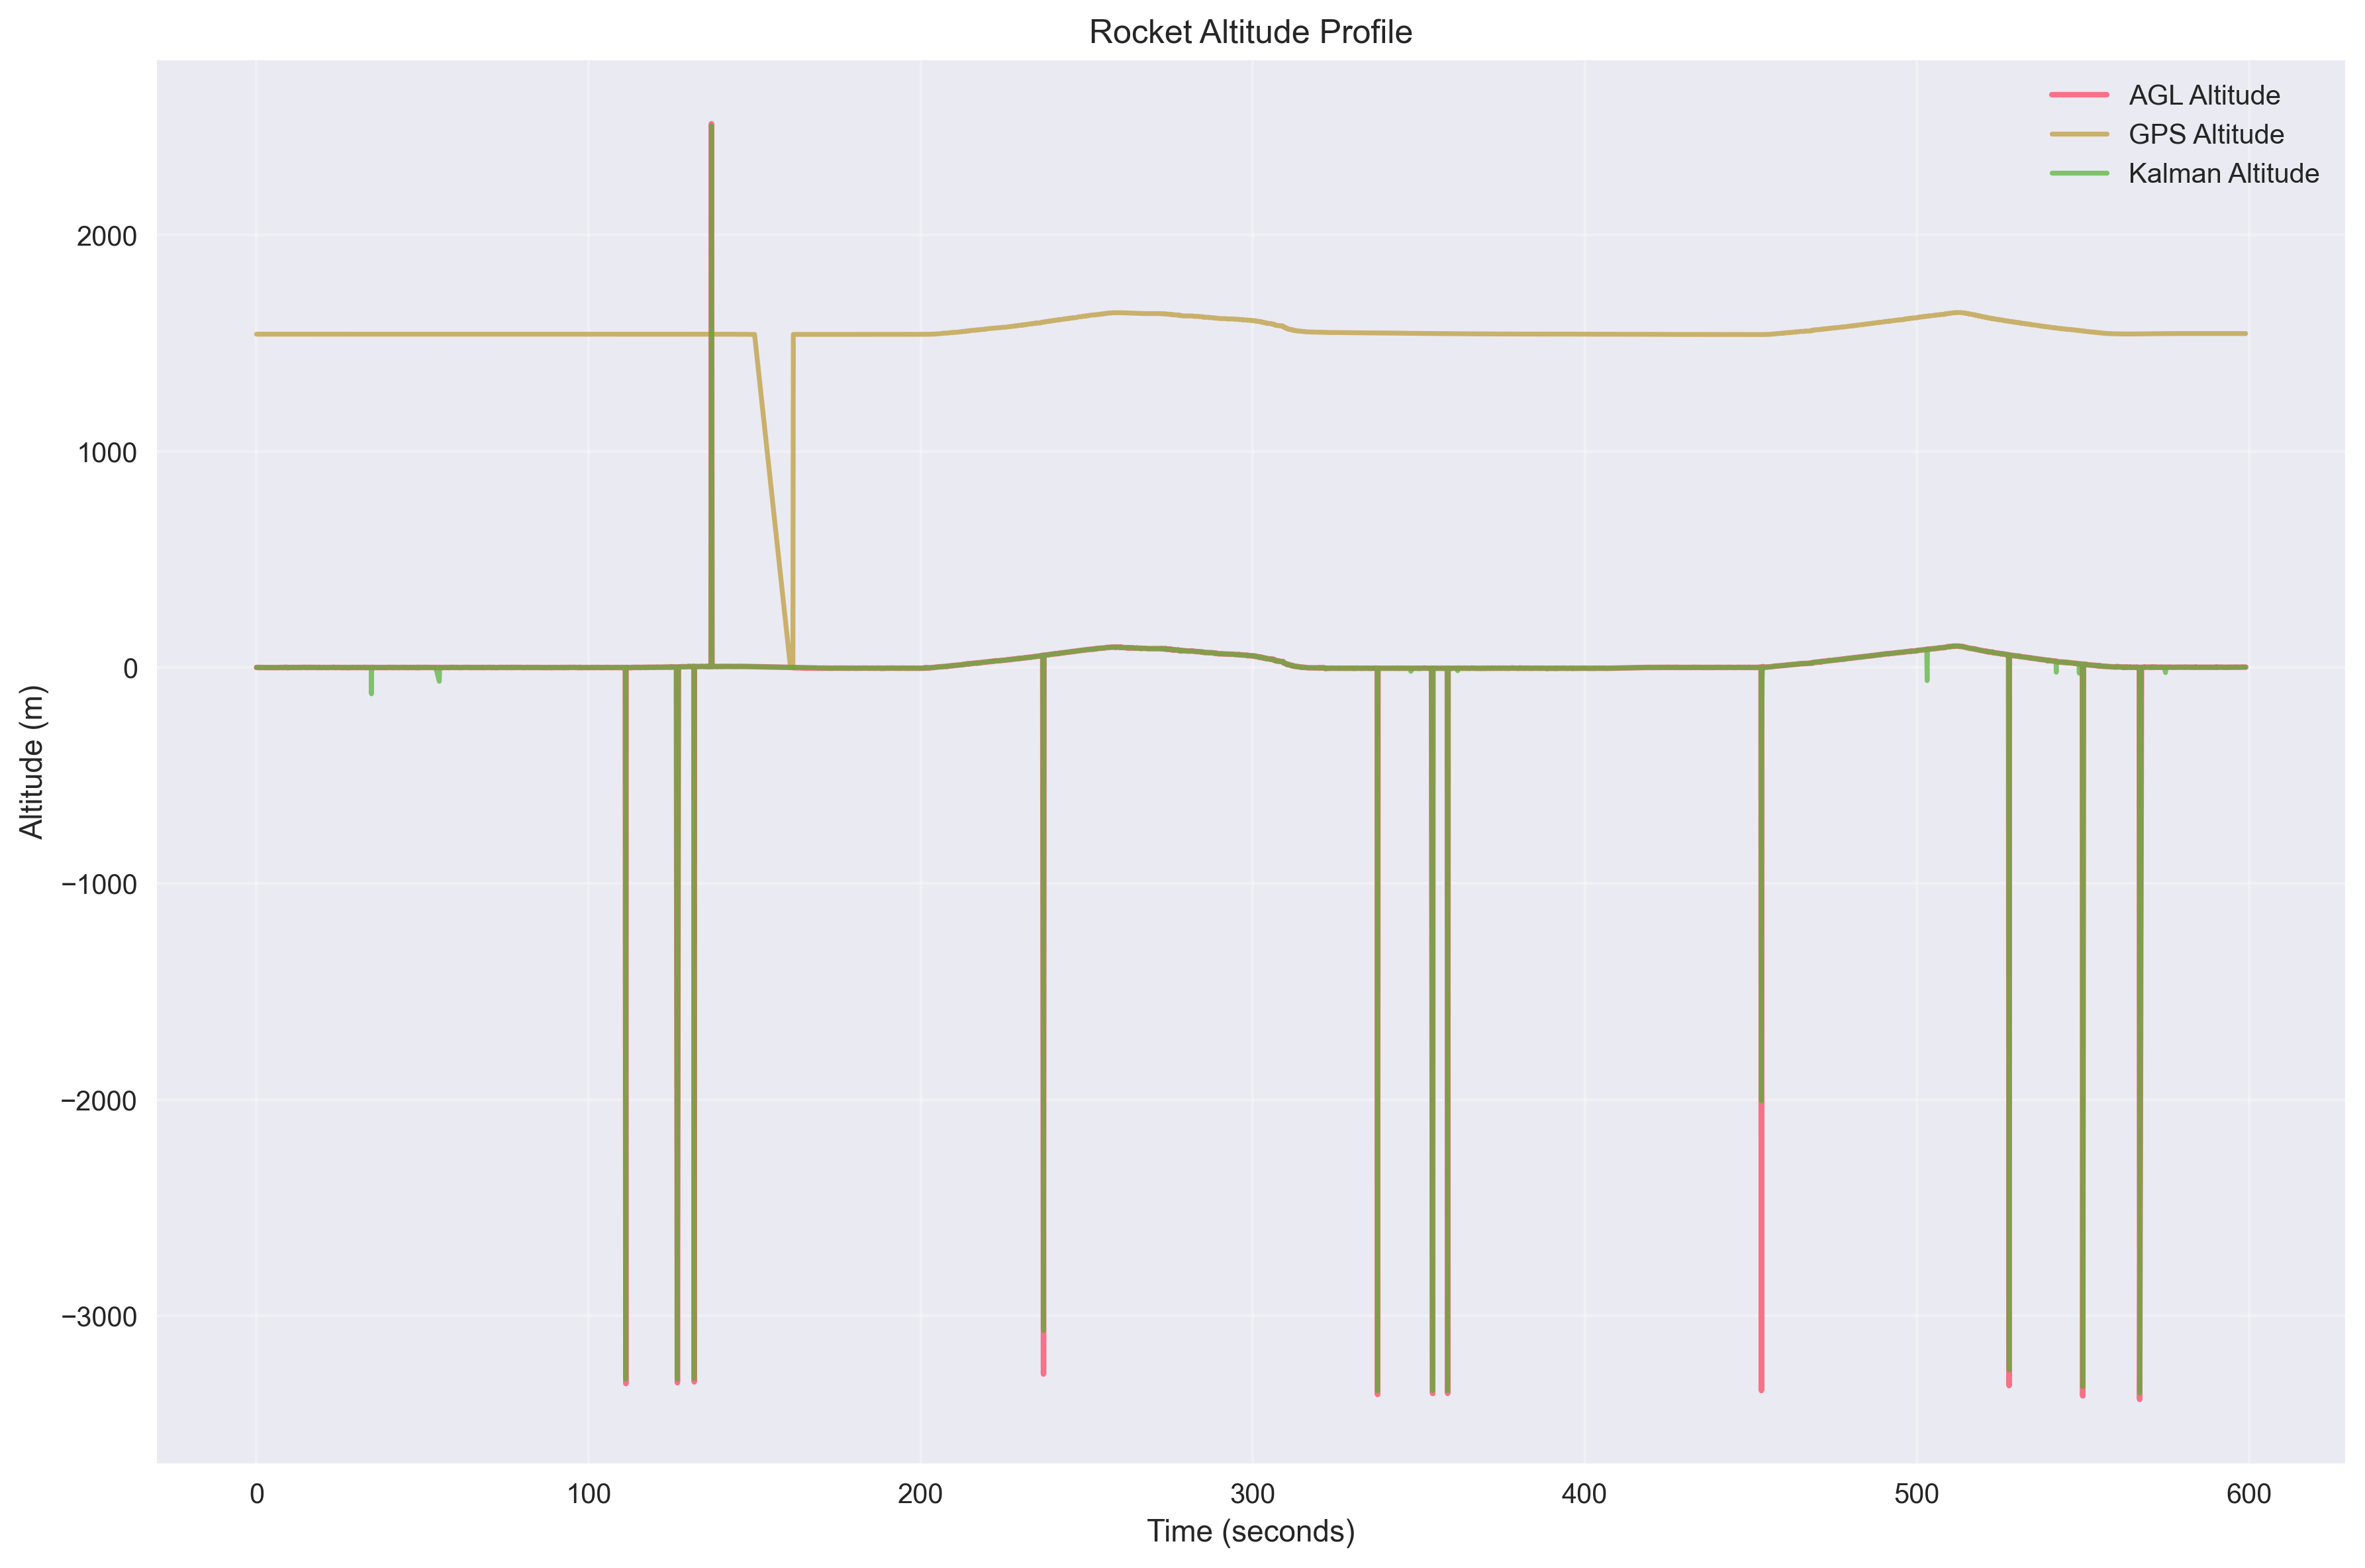 Rocket Altitude Profile
AGL Altitude
GPS Altitude
Kalman Altitude
Altitude (m)
2000
1000
0
−1000
−2000
−3000
0 100 200 300 400 500 600
Time (seconds)